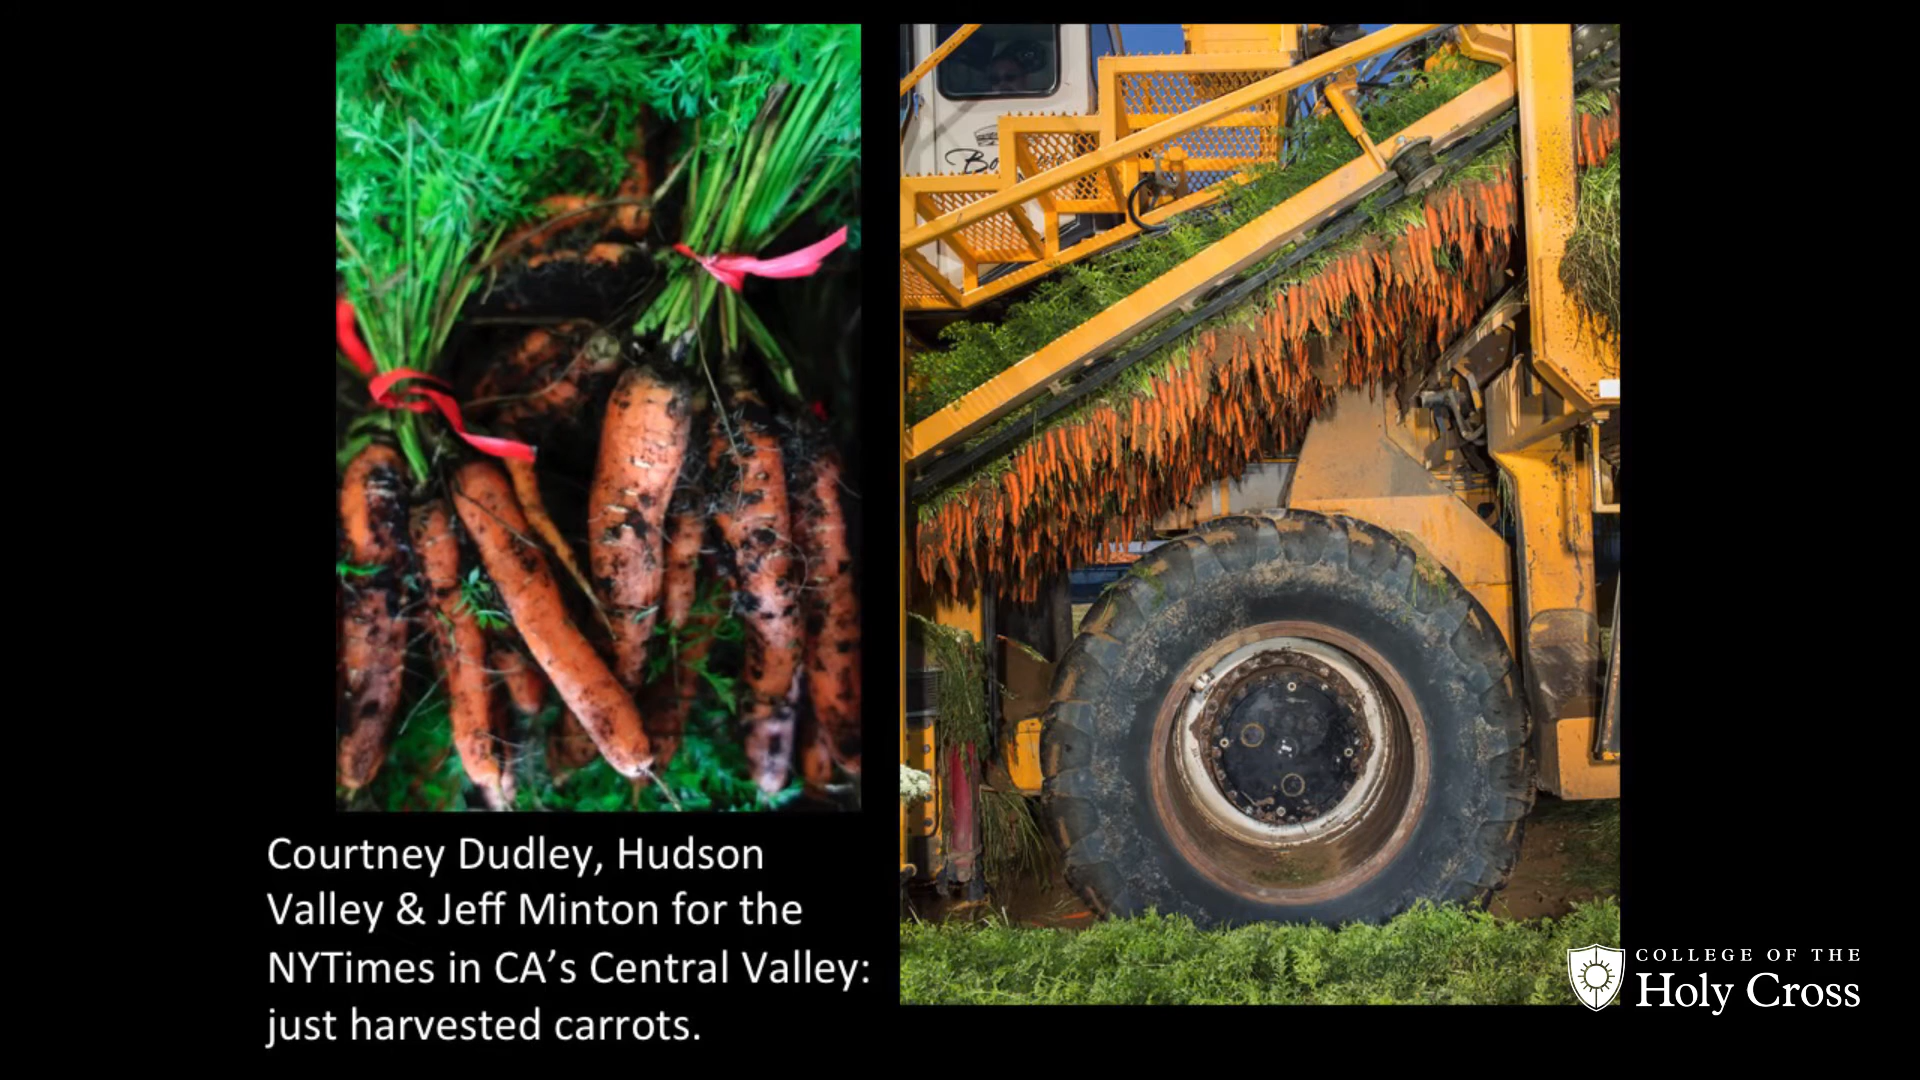 Courtney Dudley, Hudson
Valley & Jeff Minton for the
NYTimes in CA's Central Valley:
just harvested carrots.
COLLEGE OF THE
Holy Cross